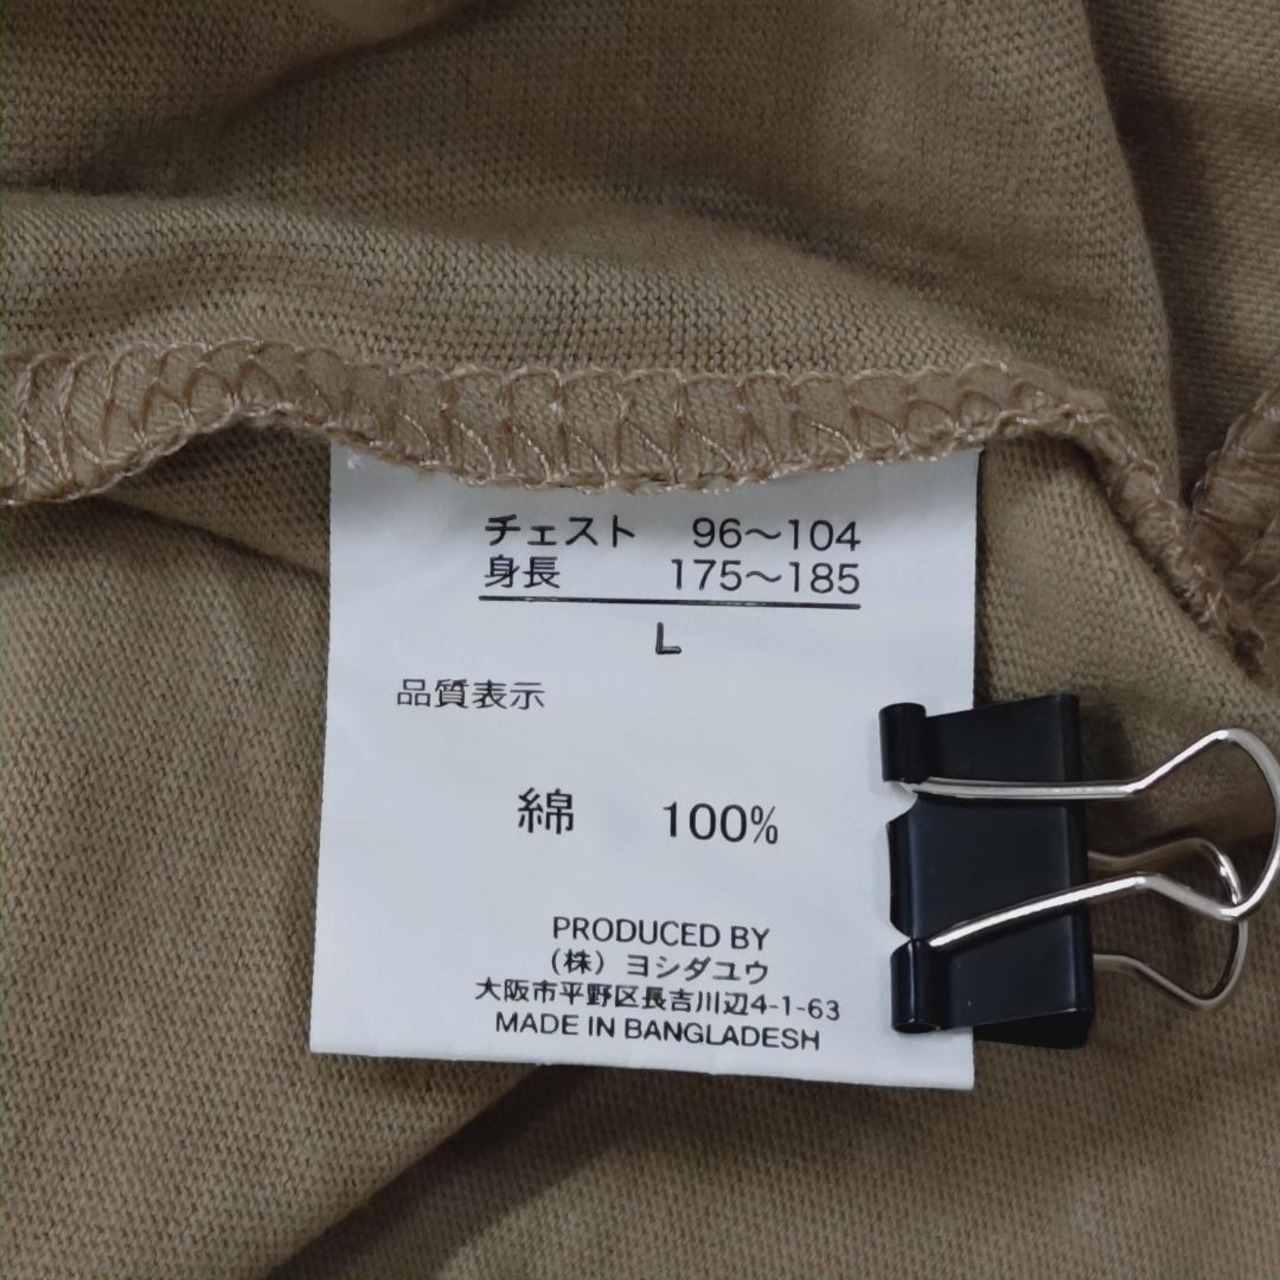 チェスト 96～104
身長 175～185
L
品質表示
綿 100%
PRODUCED BY
（株）ヨシダユウ
大阪市平野区長吉川辺4-1-63
MADE IN BANGLADESH